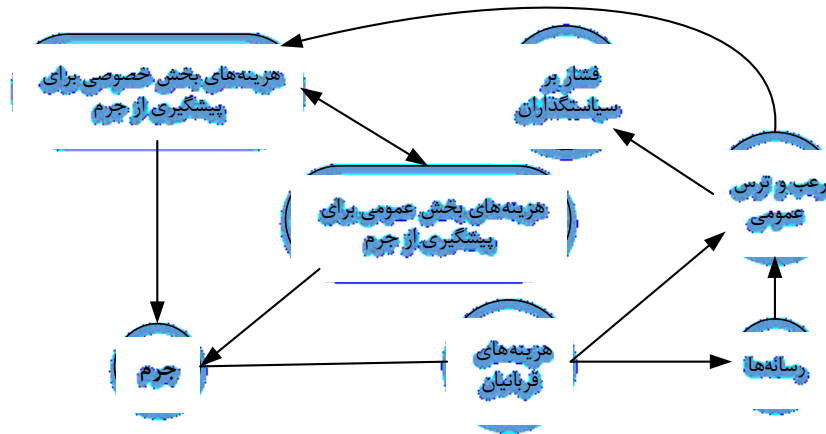 هزینه‌های بخش خصوصی برای
پیشگیری از جرم
فشار بر
سیاستگذاران
رعب و ترس
عمومی
هزینه‌های بخش عمومی برای
پیشگیری از جرم
جرم
هزینه‌های
قربانیان
رسانه‌ها